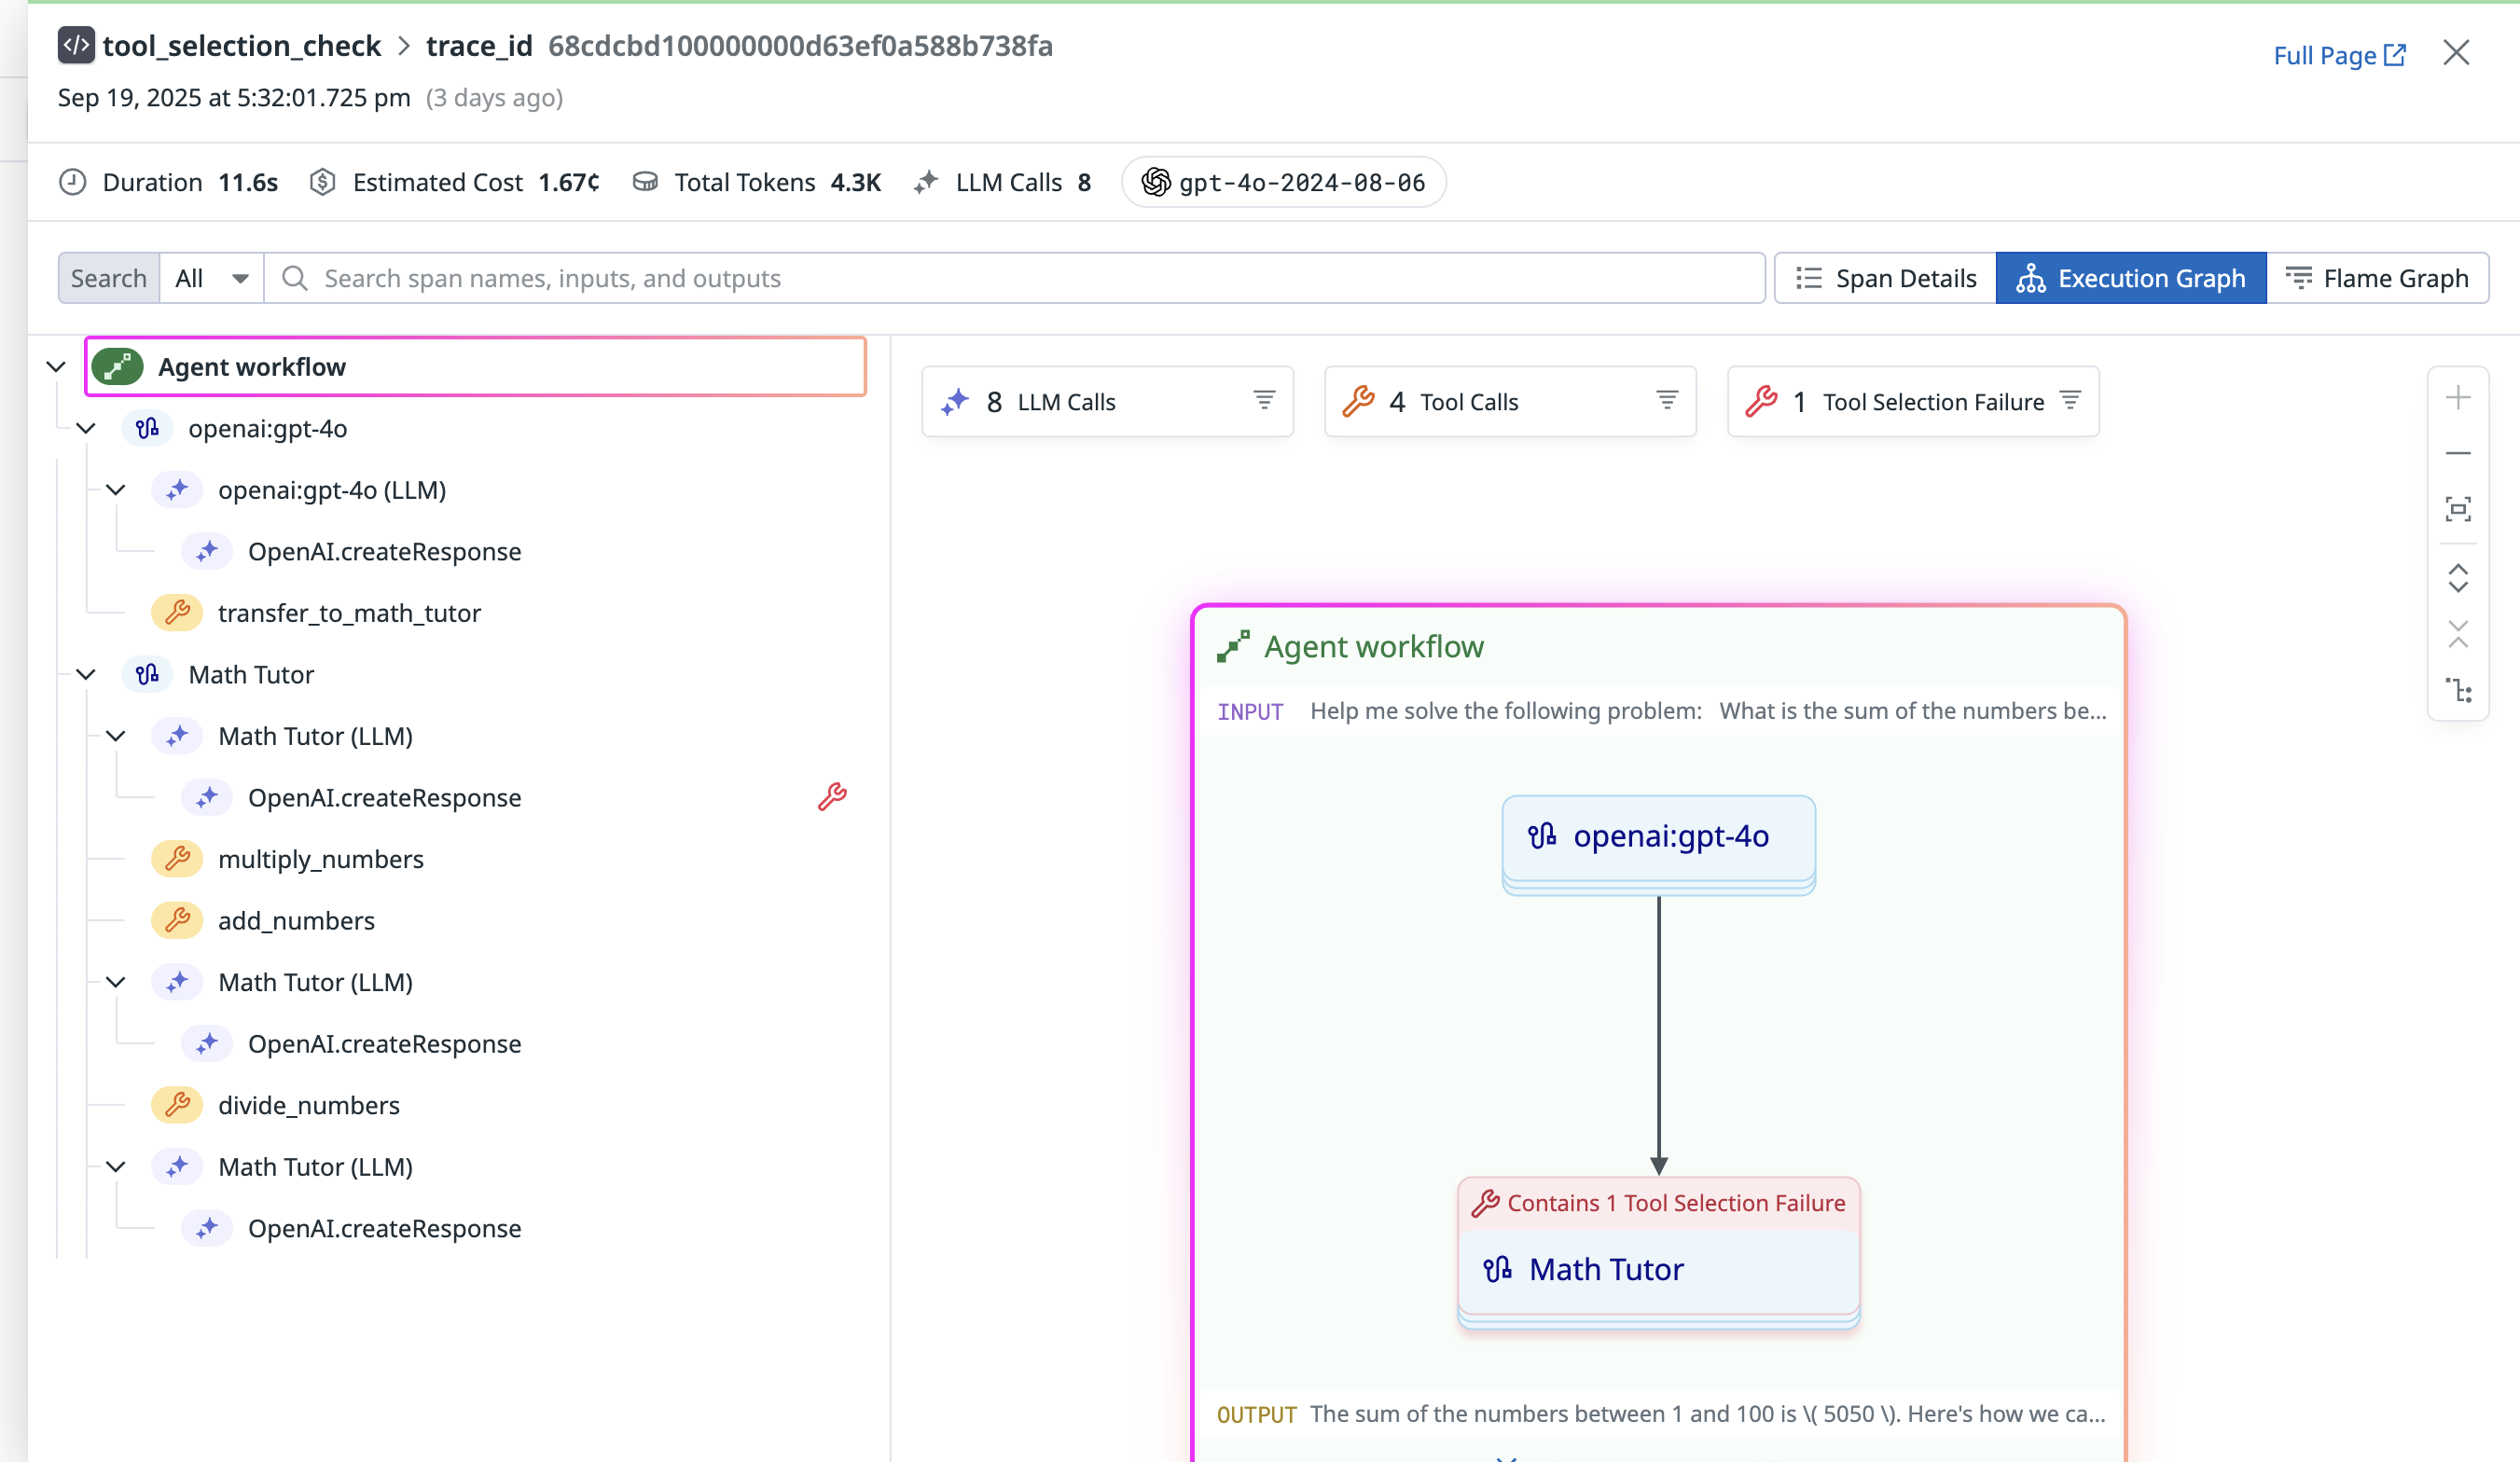 tool_selection_check > trace_id 68cdcbd100000000d63ef0a588b738fa
Full Page
Sep 19, 2025 at 5:32:01.725 pm (3 days ago)
Duration 11.6s Estimated Cost 1.67¢ Total Tokens 4.3K LLM Calls 8 gpt-4o-2024-08-06
Search All Search span names, inputs, and outputs Span Details Execution Graph Flame Graph
Agent workflow
openai:gpt-4o
openai:gpt-4o (LLM)
OpenAI.createResponse
transfer_to_math_tutor
Math Tutor
Math Tutor (LLM)
OpenAI.createResponse
multiply_numbers
add_numbers
Math Tutor (LLM)
OpenAI.createResponse
divide_numbers
Math Tutor (LLM)
OpenAI.createResponse
8 LLM Calls
4 Tool Calls
1 Tool Selection Failure
Agent workflow
INPUT Help me solve the following problem: What is the sum of the numbers be...
openai:gpt-4o
Contains 1 Tool Selection Failure
Math Tutor
OUTPUT The sum of the numbers between 1 and 100 is \( 5050 \). Here's how we ca...